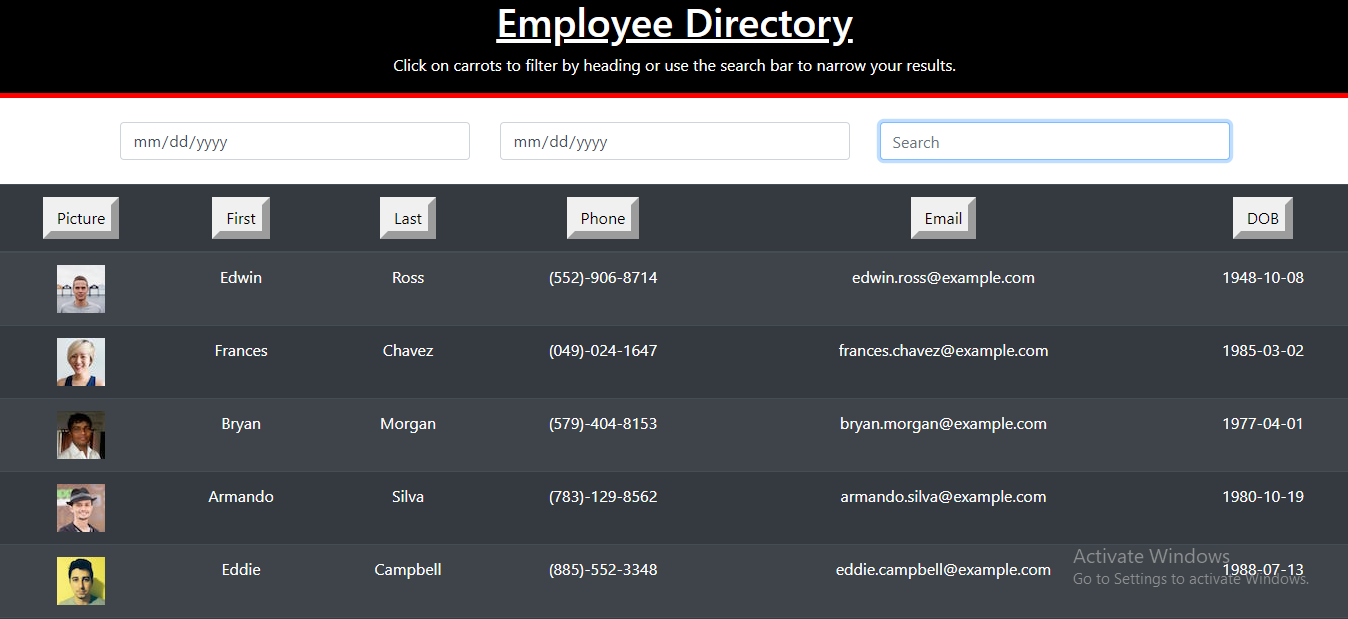 Employee Directory
Click on carrots to filter by heading or use the search bar to narrow your results.
mm/dd/yyyy mm/dd/yyyy Search
Picture First Last Phone Email DOB
Edwin Ross (552)-906-8714 edwin.ross@example.com 1948-10-08
Frances Chavez (049)-024-1647 frances.chavez@example.com 1985-03-02
Bryan Morgan (579)-404-8153 bryan.morgan@example.com 1977-04-01
Armando Silva (783)-129-8562 armando.silva@example.com 1980-10-19
Eddie Campbell (885)-552-3348 eddie.campbell@example.com 1988-07-13
Activate Windows
Go to Settings to activate Windows.